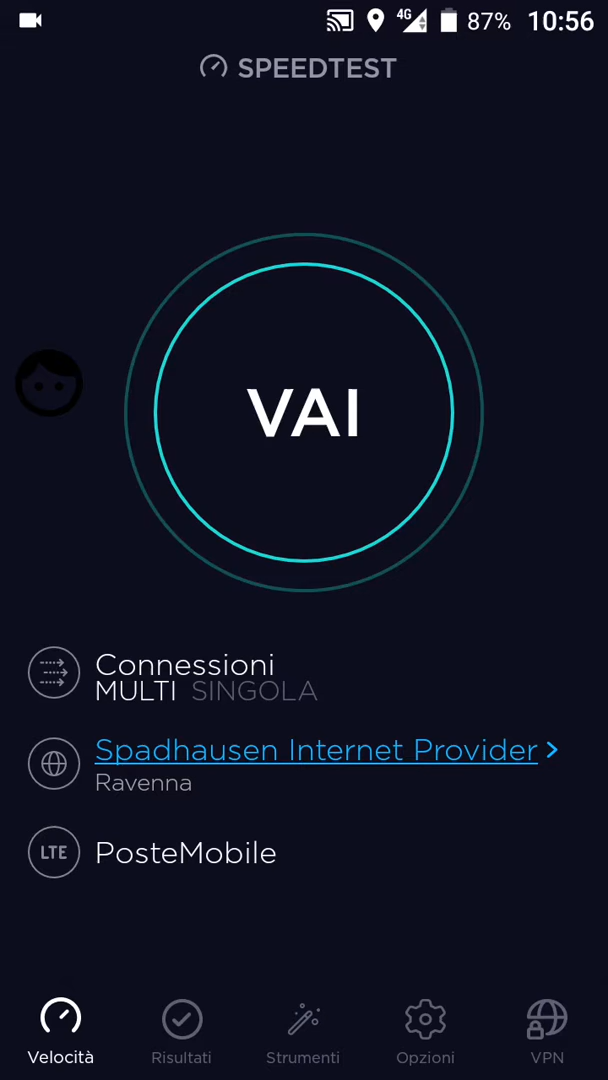 4G 87% 10:56
SPEEDTEST
VAI
Connessioni
MULTI SINGOLA
Spadhausen Internet Provider
Ravenna
LTE PosteMobile
Velocità Risultati Strumenti Opzioni VPN